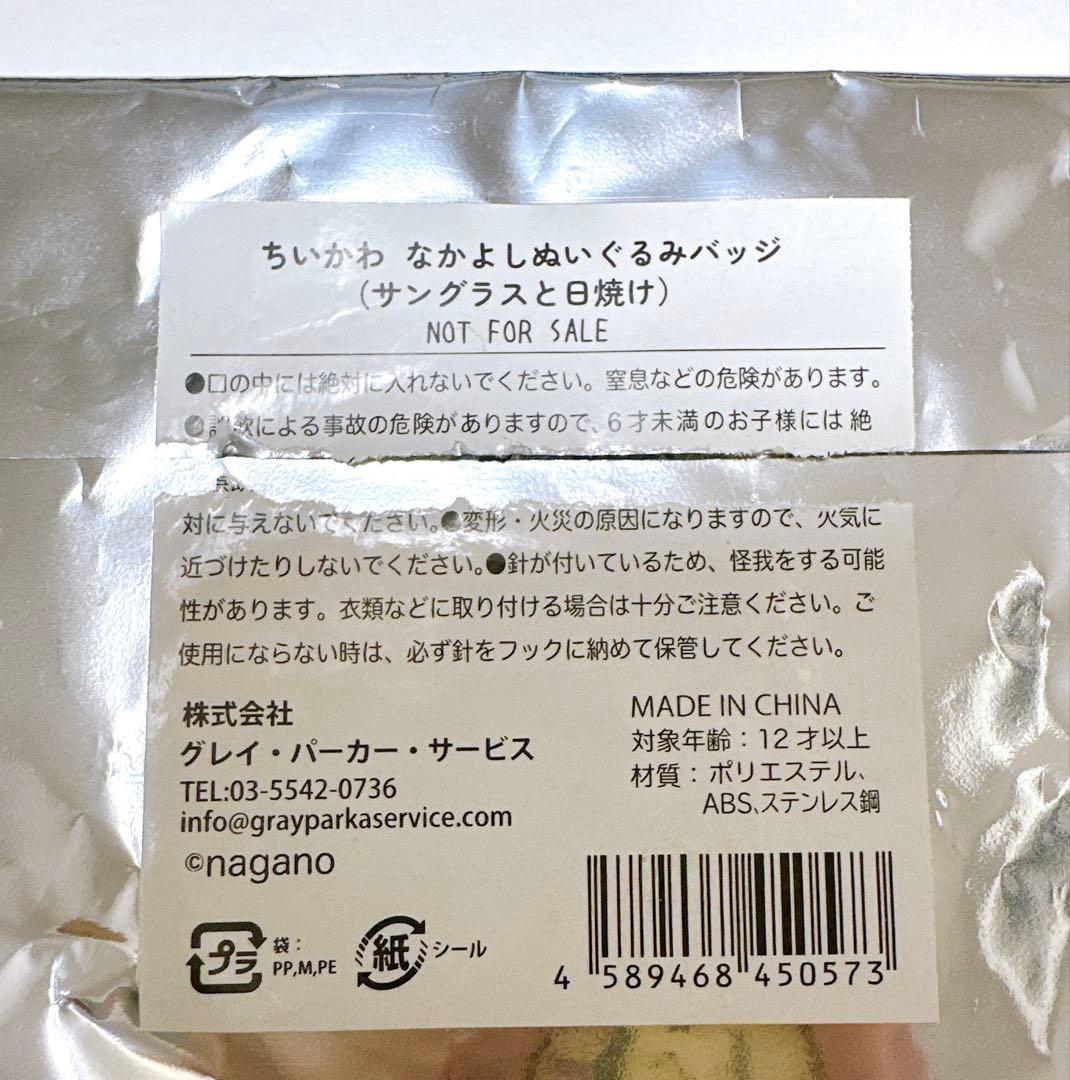 ちいかわ なかよしぬいぐるみバッジ
(サングラスと日焼け)
NOT FOR SALE
●口の中には絶対に入れないでください。窒息などの危険があります。
●誤飲による事故の危険がありますので、6才未満のお子様には絶
対に与えないでください。●変形・火災の原因になりますので、火気に
近づけたりしないでください。●針が付いているため、怪我をする可能
性があります。衣類などに取り付ける場合は十分ご注意ください。ご
使用にならない時は、必ず針をフックに納めて保管してください。
株式会社
グレイ・パーカー・サービス
TEL:03-5542-0736
info@grayparkaservice.com
©nagano
MADE IN CHINA
対象年齢：12才以上
材質：ポリエステル、
ABS、ステンレス鋼
プラ 袋：
PP,M,PE
紙 シール
4 589468 450573